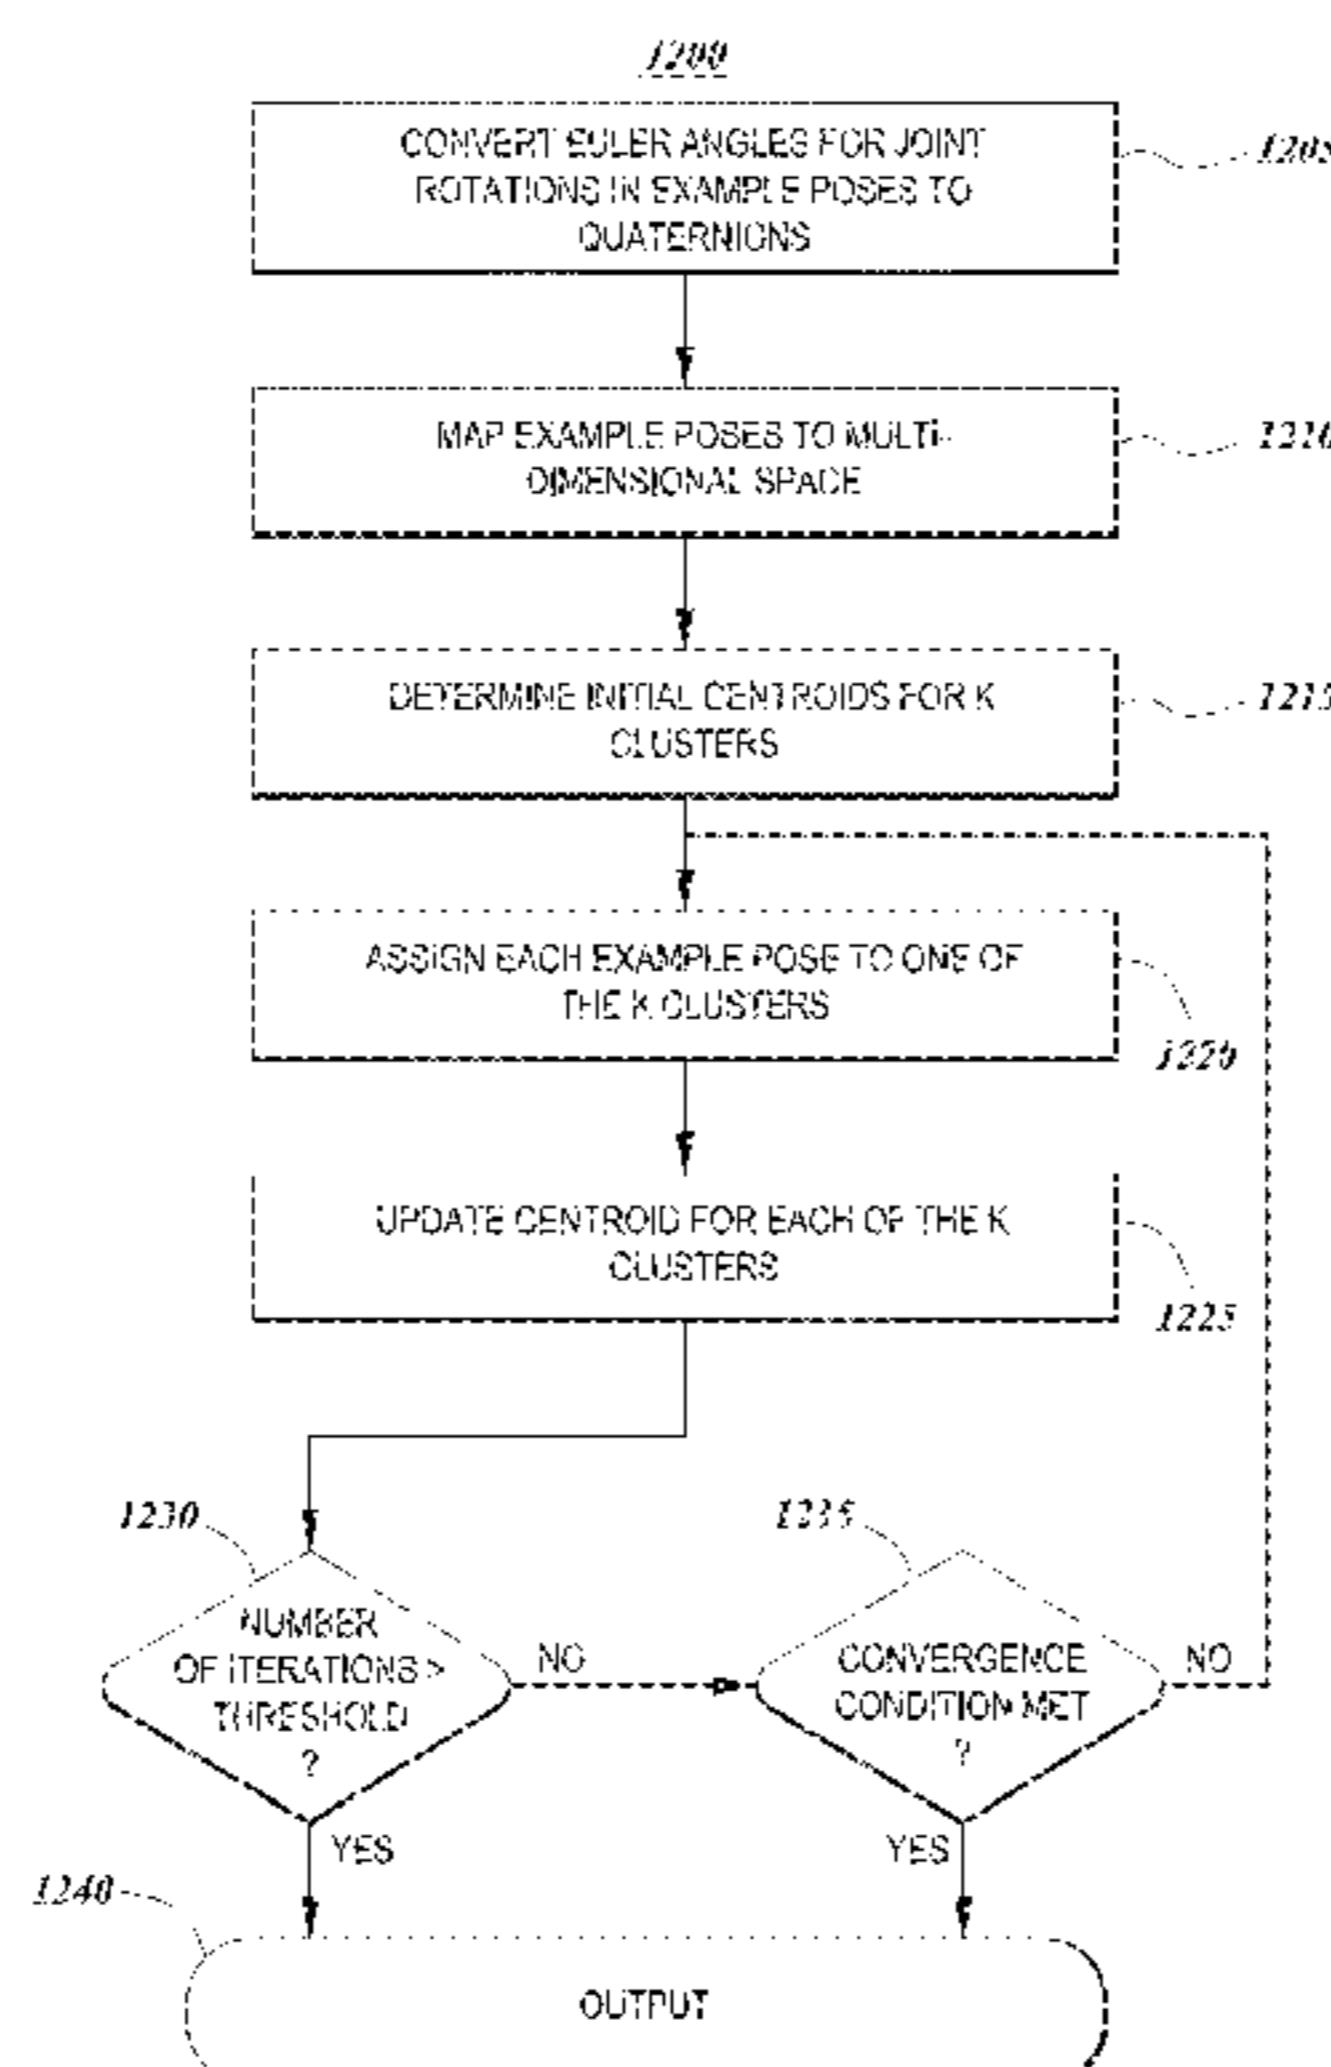 1200
CONVERT EULER ANGLES FOR JOINT
ROTATIONS IN EXAMPLE POSES TO
QUATERNIONS
1205
MAP EXAMPLE POSES TO MULTI-
DIMENSIONAL SPACE
1210
DETERMINE INITIAL CENTROIDS FOR K
CLUSTERS
1215
ASSIGN EACH EXAMPLE POSE TO ONE OF
THE K CLUSTERS
1220
UPDATE CENTROID FOR EACH OF THE K
CLUSTERS
1225
1230
NUMBER
OF ITERATIONS >
THRESHOLD
?
NO
YES
1235
CONVERGENCE
CONDITION MET
?
NO
YES
1240
OUTPUT